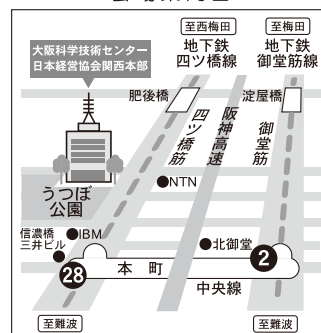 至西梅田
地下鉄
四ツ橋線
至梅田
地下鉄
御堂筋線
大阪科学技術センター
日本経営協会関西本部
肥後橋
淀屋橋
四ツ橋筋
阪神高速
御堂筋
NTN
うつぼ
公園
信濃橋
三井ビル
IBM
北御堂
28
本町
2
中央線
至難波
至難波